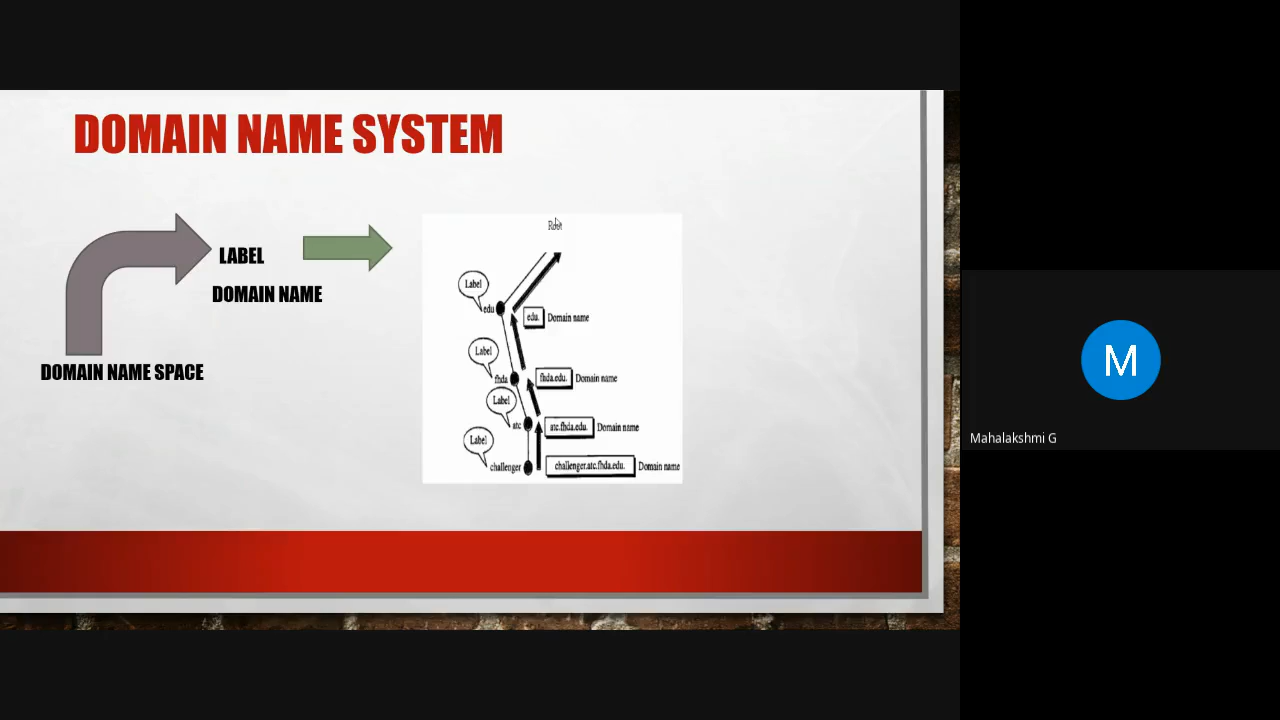 DOMAIN NAME SYSTEM
LABEL
DOMAIN NAME
DOMAIN NAME SPACE
Root
Label
edu
edu. Domain name
Label
fhda
fhda.edu. Domain name
Label
atc
atc.fhda.edu. Domain name
Label
challenger
challenger.atc.fhda.edu. Domain name
M
Mahalakshmi G